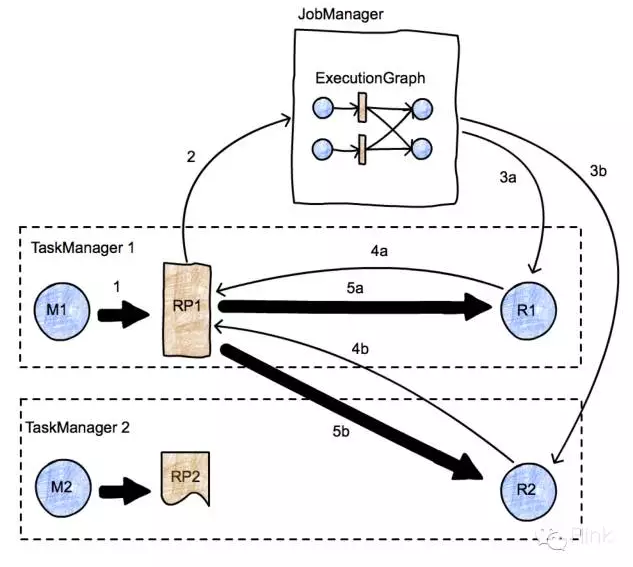 JobManager
ExecutionGraph
2
3a
3b
TaskManager 1
4a
1
5a
M1
RP1
R1
4b
TaskManager 2
5b
M2
RP2
R2
Flink